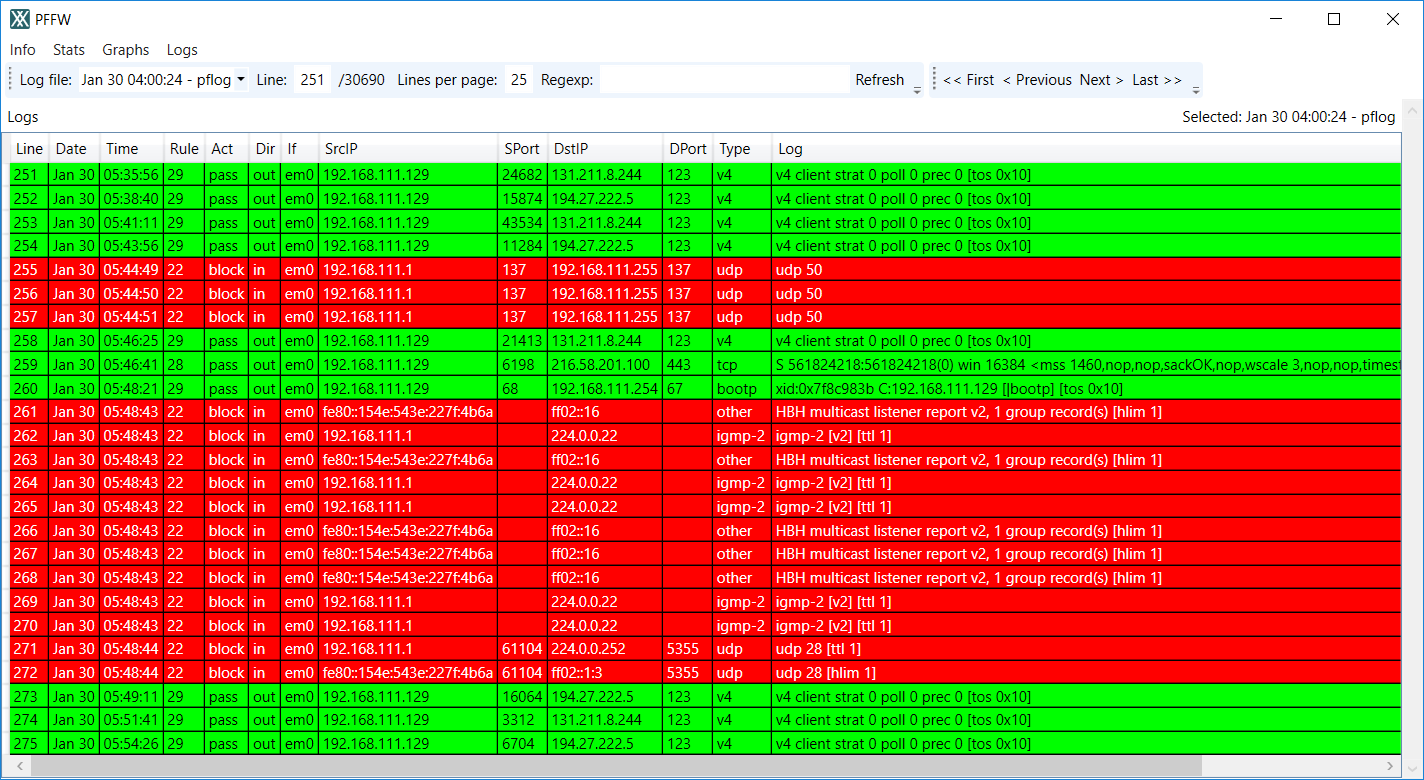 PFFW
Info Stats Graphs Logs
Log file: Jan 30 04:00:24 - pflog Line: 251 /30690 Lines per page: 25 Regexp: Refresh << First < Previous Next > Last >>
Logs Selected: Jan 30 04:00:24 - pflog
Line Date Time Rule Act Dir If SrcIP SPort DstIP DPort Type Log
251 Jan 30 05:35:56 29 pass out em0 192.168.111.129 24682 131.211.8.244 123 v4 v4 client strat 0 poll 0 prec 0 [tos 0x10]
252 Jan 30 05:38:40 29 pass out em0 192.168.111.129 15874 194.27.222.5 123 v4 v4 client strat 0 poll 0 prec 0 [tos 0x10]
253 Jan 30 05:41:11 29 pass out em0 192.168.111.129 43534 131.211.8.244 123 v4 v4 client strat 0 poll 0 prec 0 [tos 0x10]
254 Jan 30 05:43:56 29 pass out em0 192.168.111.129 11284 194.27.222.5 123 v4 v4 client strat 0 poll 0 prec 0 [tos 0x10]
255 Jan 30 05:44:49 22 block in em0 192.168.111.1 137 192.168.111.255 137 udp udp 50
256 Jan 30 05:44:50 22 block in em0 192.168.111.1 137 192.168.111.255 137 udp udp 50
257 Jan 30 05:44:51 22 block in em0 192.168.111.1 137 192.168.111.255 137 udp udp 50
258 Jan 30 05:46:25 29 pass out em0 192.168.111.129 21413 131.211.8.244 123 v4 v4 client strat 0 poll 0 prec 0 [tos 0x10]
259 Jan 30 05:46:41 28 pass out em0 192.168.111.129 6198 216.58.201.100 443 tcp S 561824218:561824218(0) win 16384 <mss 1460,nop,nop,sackOK,nop,wscale 3,nop,nop,timest
260 Jan 30 05:48:21 29 pass out em0 192.168.111.129 68 192.168.111.254 67 bootp xid:0x7f8c983b C:192.168.111.129 [|bootp] [tos 0x10]
261 Jan 30 05:48:43 22 block in em0 fe80::154e:543e:227f:4b6a ff02::16 other HBH multicast listener report v2, 1 group record(s) [hlim 1]
262 Jan 30 05:48:43 22 block in em0 192.168.111.1 224.0.0.22 igmp-2 igmp-2 [v2] [ttl 1]
263 Jan 30 05:48:43 22 block in em0 fe80::154e:543e:227f:4b6a ff02::16 other HBH multicast listener report v2, 1 group record(s) [hlim 1]
264 Jan 30 05:48:43 22 block in em0 192.168.111.1 224.0.0.22 igmp-2 igmp-2 [v2] [ttl 1]
265 Jan 30 05:48:43 22 block in em0 192.168.111.1 224.0.0.22 igmp-2 igmp-2 [v2] [ttl 1]
266 Jan 30 05:48:43 22 block in em0 fe80::154e:543e:227f:4b6a ff02::16 other HBH multicast listener report v2, 1 group record(s) [hlim 1]
267 Jan 30 05:48:43 22 block in em0 fe80::154e:543e:227f:4b6a ff02::16 other HBH multicast listener report v2, 1 group record(s) [hlim 1]
268 Jan 30 05:48:43 22 block in em0 fe80::154e:543e:227f:4b6a ff02::16 other HBH multicast listener report v2, 1 group record(s) [hlim 1]
269 Jan 30 05:48:43 22 block in em0 192.168.111.1 224.0.0.22 igmp-2 igmp-2 [v2] [ttl 1]
270 Jan 30 05:48:43 22 block in em0 192.168.111.1 224.0.0.22 igmp-2 igmp-2 [v2] [ttl 1]
271 Jan 30 05:48:44 22 block in em0 192.168.111.1 61104 224.0.0.252 5355 udp udp 28 [ttl 1]
272 Jan 30 05:48:44 22 block in em0 fe80::154e:543e:227f:4b6a 61104 ff02::1:3 5355 udp udp 28 [hlim 1]
273 Jan 30 05:49:11 29 pass out em0 192.168.111.129 16064 194.27.222.5 123 v4 v4 client strat 0 poll 0 prec 0 [tos 0x10]
274 Jan 30 05:51:41 29 pass out em0 192.168.111.129 3312 131.211.8.244 123 v4 v4 client strat 0 poll 0 prec 0 [tos 0x10]
275 Jan 30 05:54:26 29 pass out em0 192.168.111.129 6704 194.27.222.5 123 v4 v4 client strat 0 poll 0 prec 0 [tos 0x10]